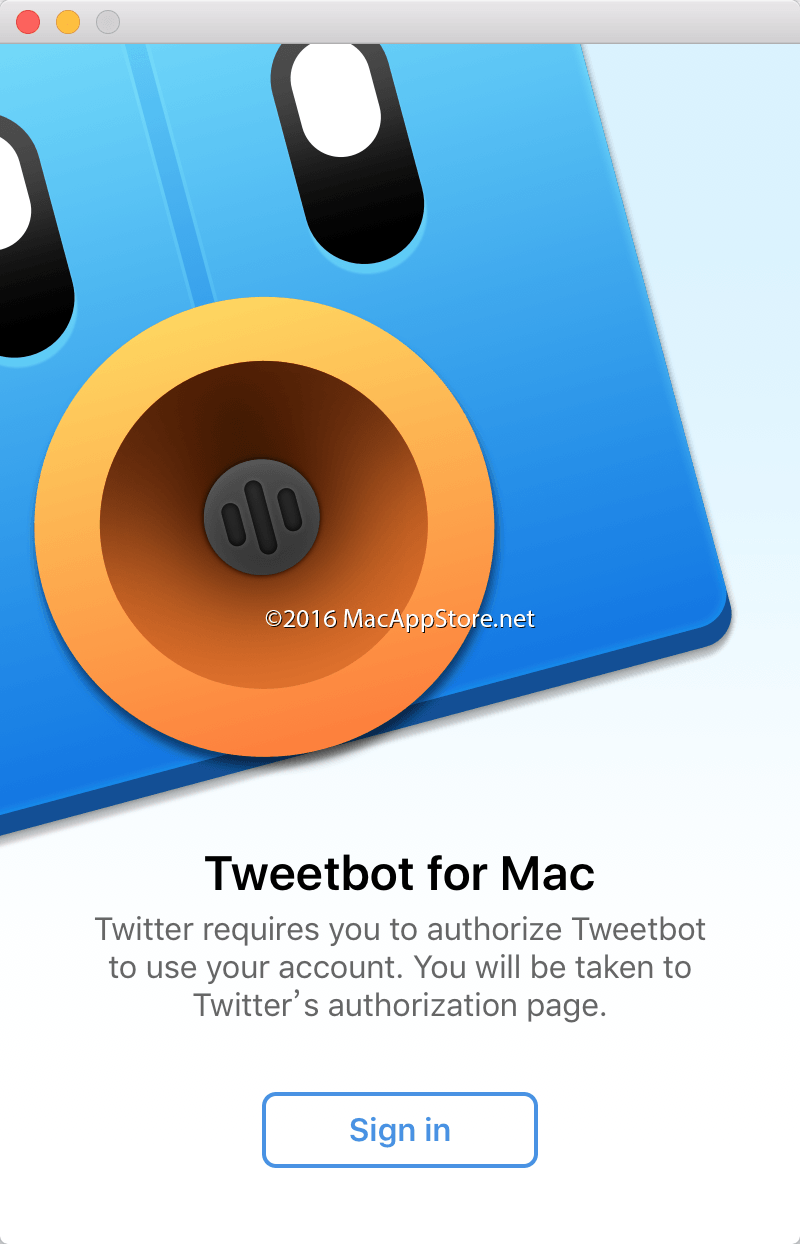 ©2016 MacAppStore.net
Tweetbot for Mac
Twitter requires you to authorize Tweetbot
to use your account. You will be taken to
Twitter’s authorization page.
Sign in